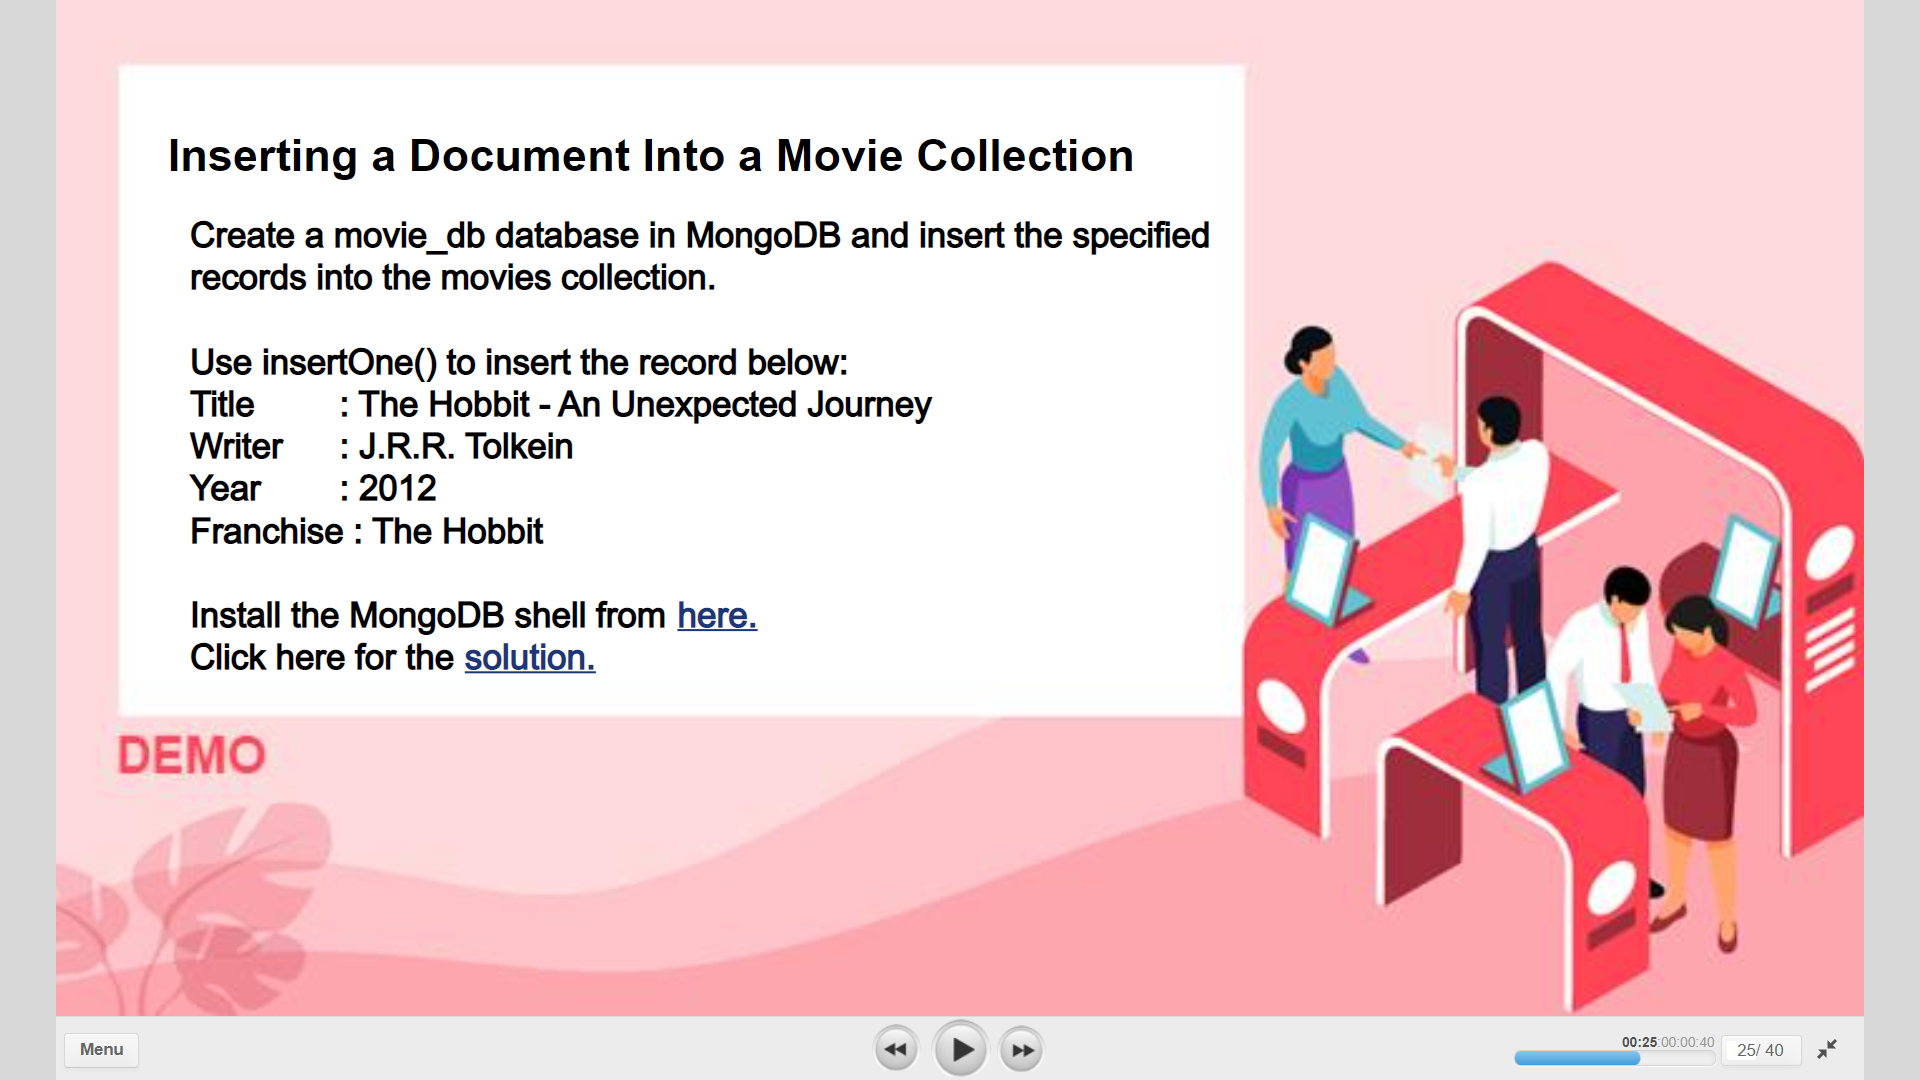 Inserting a Document Into a Movie Collection
Create a movie_db database in MongoDB and insert the specified
records into the movies collection.
Use insertOne() to insert the record below:
Title : The Hobbit - An Unexpected Journey
Writer : J.R.R. Tolkein
Year : 2012
Franchise : The Hobbit
Install the MongoDB shell from here.
Click here for the solution.
DEMO
Menu
00:25:00:00:40
25/ 40